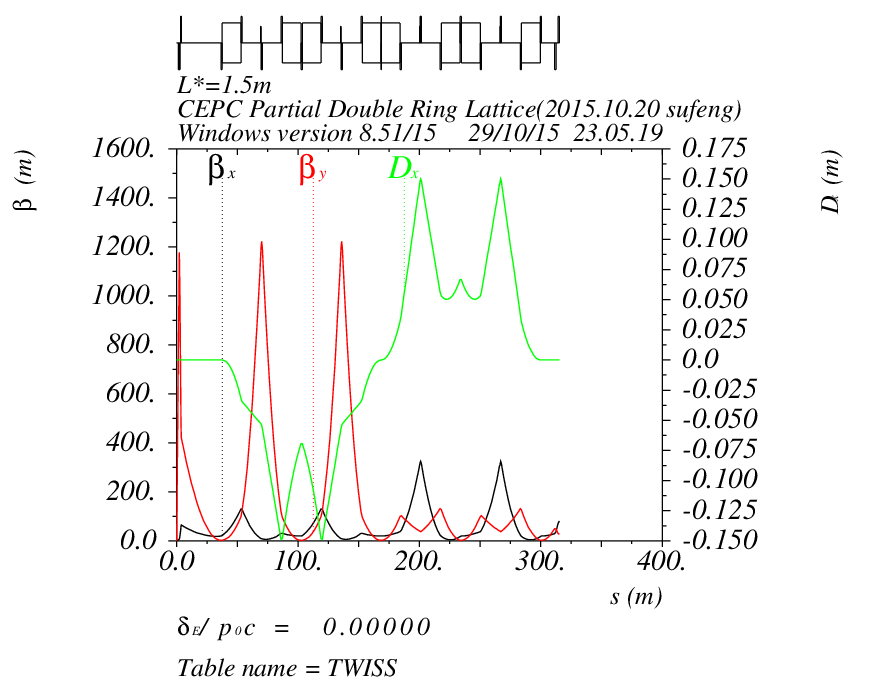 L*=1.5m
CEPC Partial Double Ring Lattice(2015.10.20 sufeng)
Windows version 8.51/15 29/10/15 23.05.19
1600. 0.175
β (m) βx βy Dx D (m)
0.150
1400. 0.125
1200. 0.100
0.075
1000. 0.050
0.025
800. 0.0
-0.025
600. -0.050
400. -0.075
-0.100
200. -0.125
0.0 -0.150
0.0 100. 200. 300. 400.
s (m)
δE/ p0c = 0.00000
Table name = TWISS